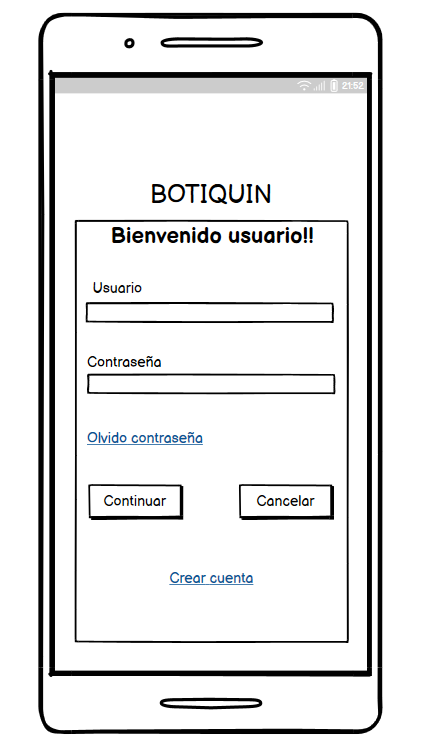 21:52
BOTIQUIN
Bienvenido usuario!!
Usuario
Contraseña
Olvido contraseña
Continuar Cancelar
Crear cuenta